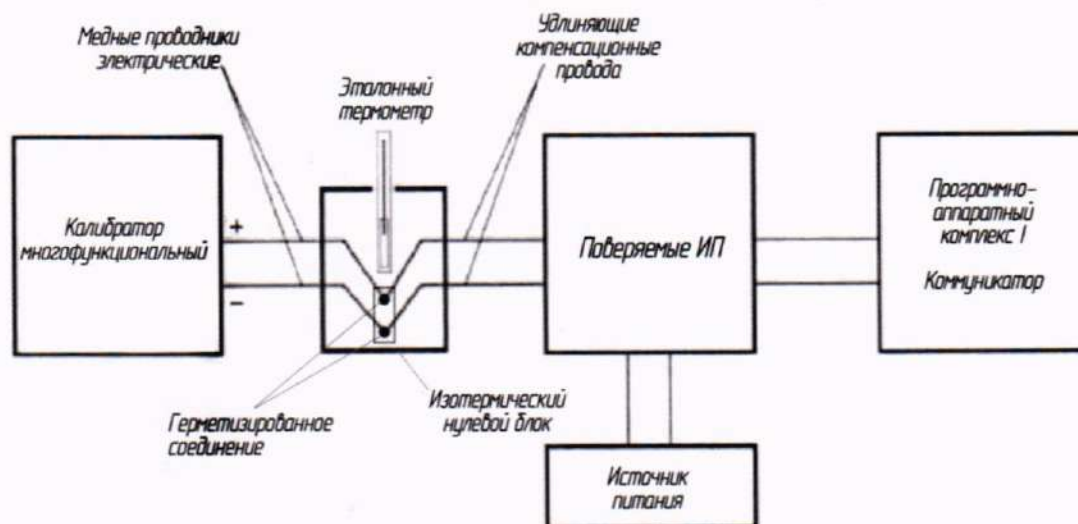 Медные проводники
электрические
Эталонный
термометр
Удлиняющие
компенсационные
провода
Калибратор
многофункциональный
+
−
Поверяемые ИП
Программно-
аппаратный
комплекс /
Коммуникатор
Герметизированное
соединение
Изотермический
нулевой блок
Источник
питания